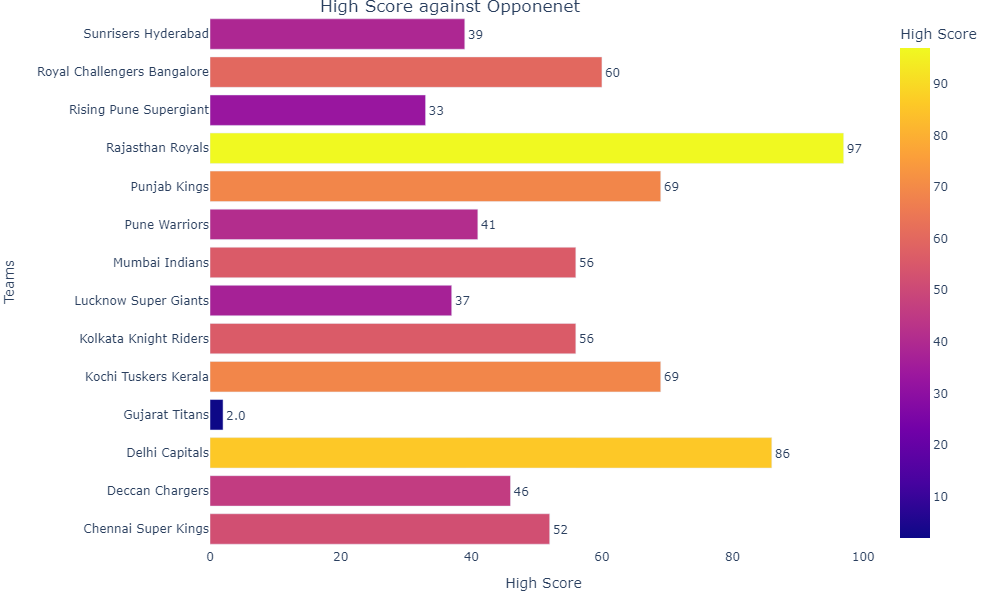 High Score against Opponenet
Sunrisers Hyderabad 39
Royal Challengers Bangalore 60
Rising Pune Supergiant 33
Rajasthan Royals 97
Punjab Kings 69
Pune Warriors 41
Mumbai Indians 56
Lucknow Super Giants 37
Kolkata Knight Riders 56
Kochi Tuskers Kerala 69
Gujarat Titans 2.0
Delhi Capitals 86
Deccan Chargers 46
Chennai Super Kings 52
0 20 40 60 80 100
High Score
Teams
High Score
90
80
70
60
50
40
30
20
10